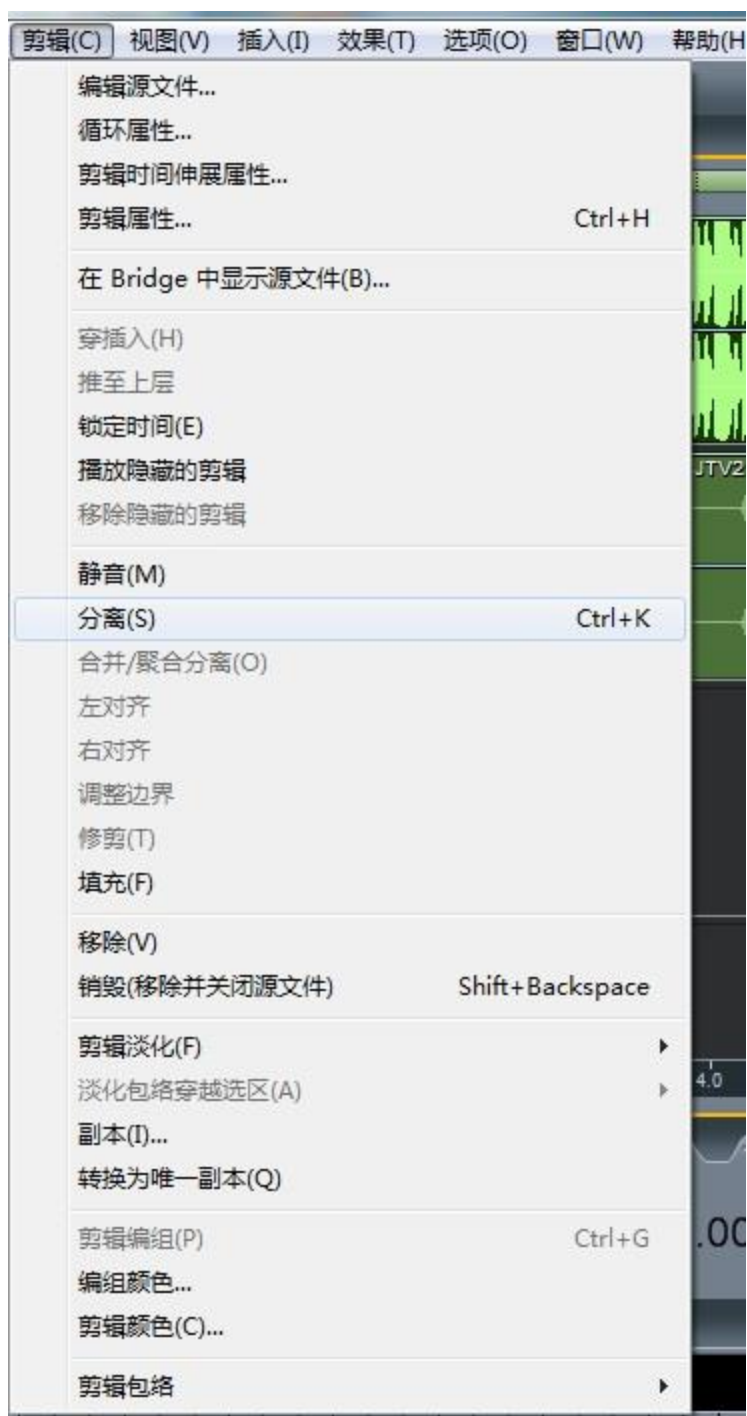 剪辑(C) 视图(V) 插入(I) 效果(T) 选项(O) 窗口(W) 帮助(H
编辑源文件...
循环属性...
剪辑时间伸展属性...
剪辑属性... Ctrl+H
在 Bridge 中显示源文件(B)...
穿插入(H)
推至上层
锁定时间(E)
播放隐藏的剪辑
移除隐藏的剪辑
静音(M)
分离(S) Ctrl+K
合并/聚合分离(O)
左对齐
右对齐
调整边界
修剪(T)
填充(F)
移除(V)
销毁(移除并关闭源文件) Shift+Backspace
剪辑淡化(F)
淡化包络穿越选区(A)
副本(I)...
转换为唯一副本(Q)
剪辑编组(P) Ctrl+G
编组颜色...
剪辑颜色(C)...
剪辑包络
JTV2
4.0
.00